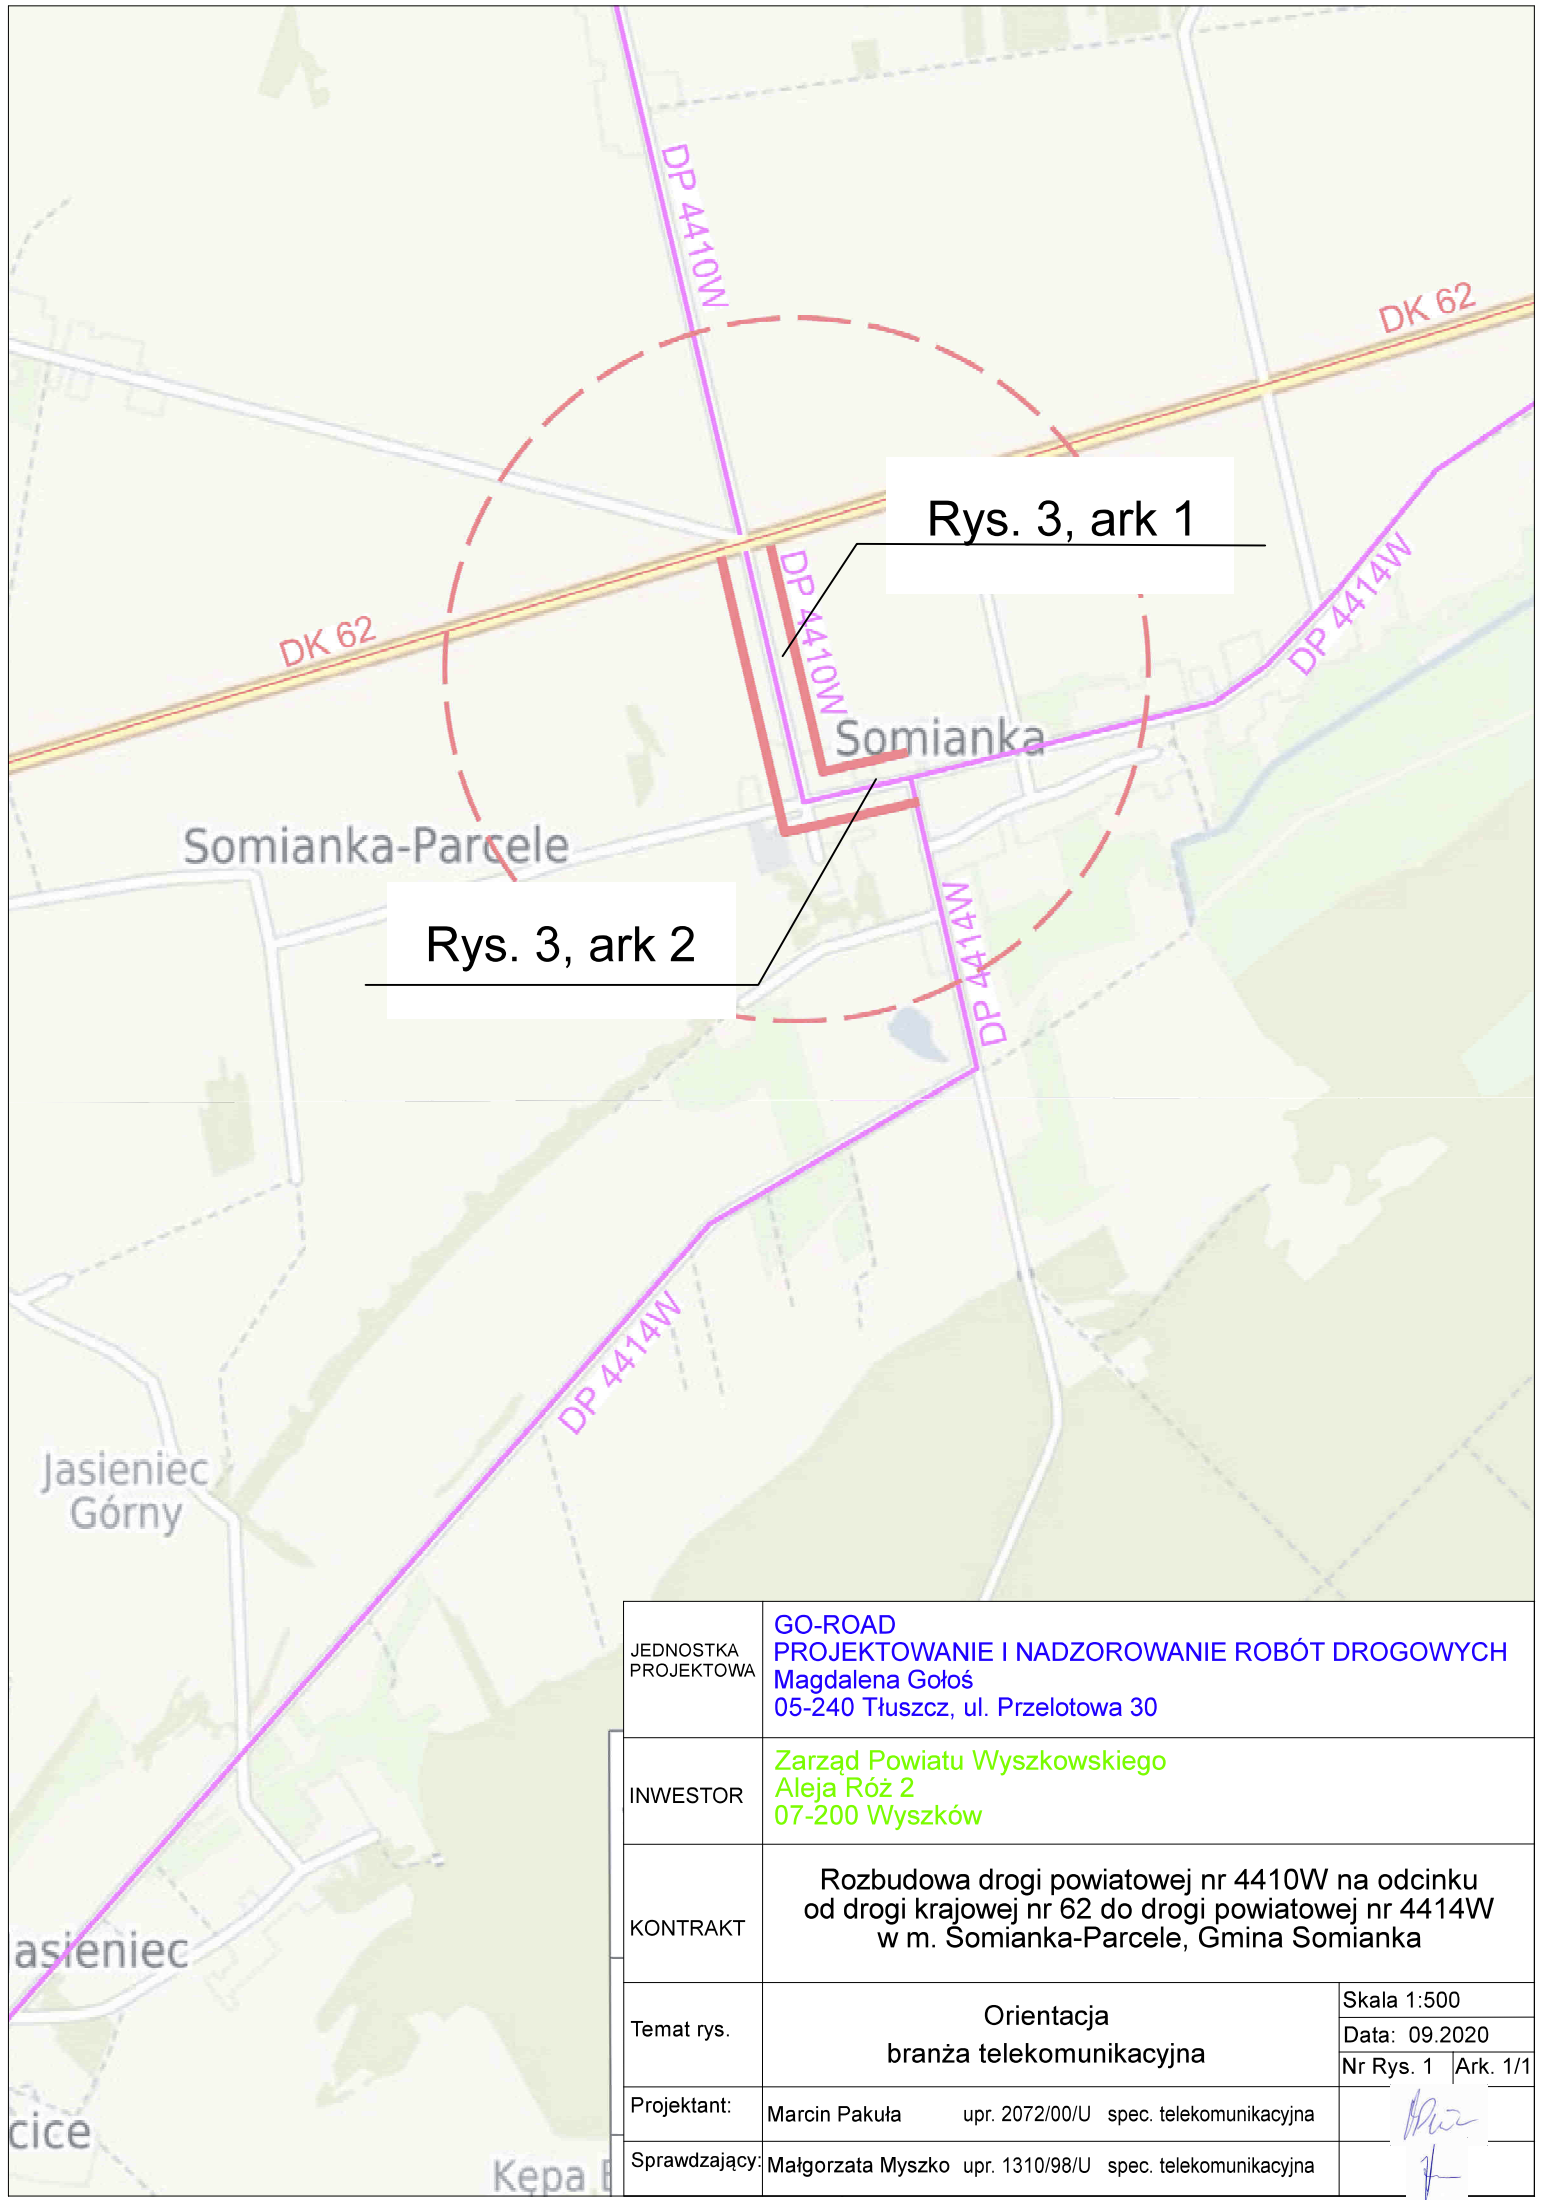 DP 4410W
DK 62
Rys. 3, ark 1
DP 4410W
DK 62
DP 4414W
Somianka
Somianka-Parcele
Rys. 3, ark 2
DP 4414W
DP 4414W
Jasieniec
Górny
asieniec
cice
Kępa
JEDNOSTKA
PROJEKTOWA
GO-ROAD
PROJEKTOWANIE I NADZOROWANIE ROBÓT DROGOWYCH
Magdalena Gołoś
05-240 Tłuszcz, ul. Przelotowa 30
INWESTOR
Zarząd Powiatu Wyszkowskiego
Aleja Róż 2
07-200 Wyszków
KONTRAKT
Rozbudowa drogi powiatowej nr 4410W na odcinku
od drogi krajowej nr 62 do drogi powiatowej nr 4414W
w m. Somianka-Parcele, Gmina Somianka
Temat rys.
Orientacja
branża telekomunikacyjna
Skala 1:500
Data: 09.2020
Nr Rys. 1 Ark. 1/1
Projektant:
Marcin Pakuła upr. 2072/00/U spec. telekomunikacyjna
Sprawdzający:
Małgorzata Myszko upr. 1310/98/U spec. telekomunikacyjna